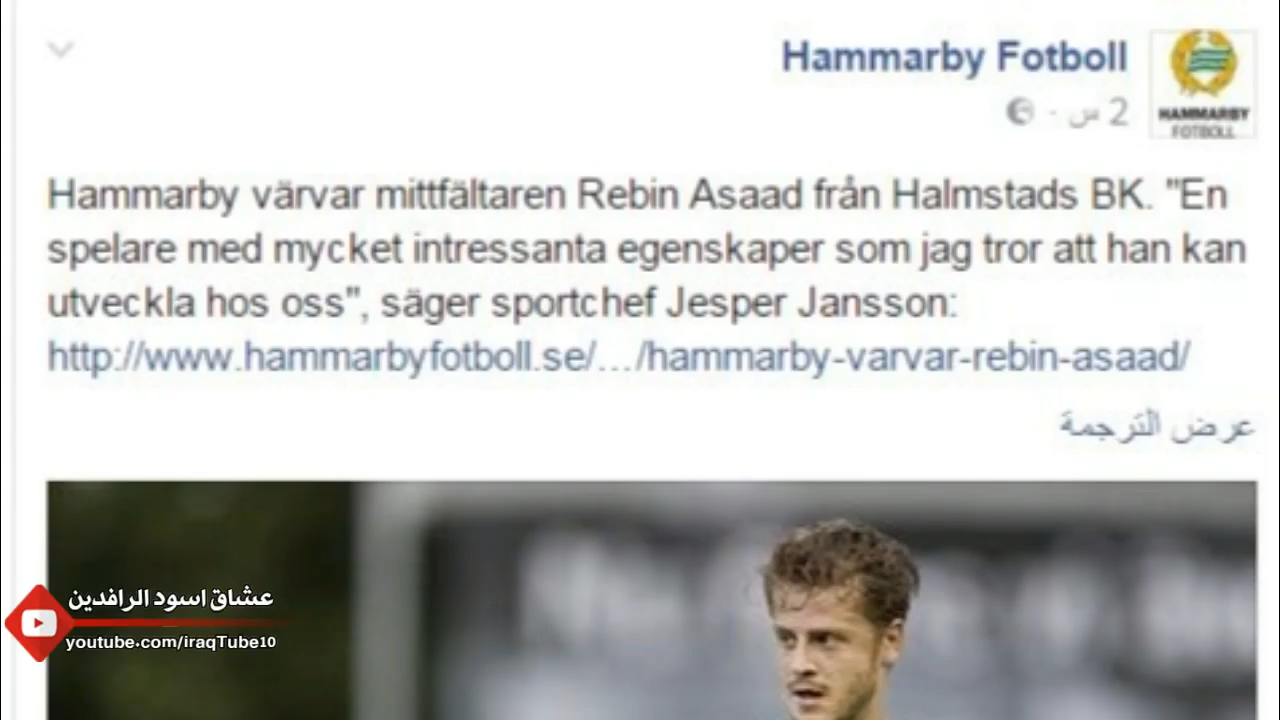 Hammarby Fotboll
2 س ·
HAMMARBY
FOTBOLL
Hammarby värvar mittfältaren Rebin Asaad från Halmstads BK. "En
spelare med mycket intressanta egenskaper som jag tror att han kan
utveckla hos oss", säger sportchef Jesper Jansson:
http://www.hammarbyfotboll.se/…/hammarby-varvar-rebin-asaad/
عرض الترجمة
عشاق اسود الرافدين
youtube.com/iraqTube10